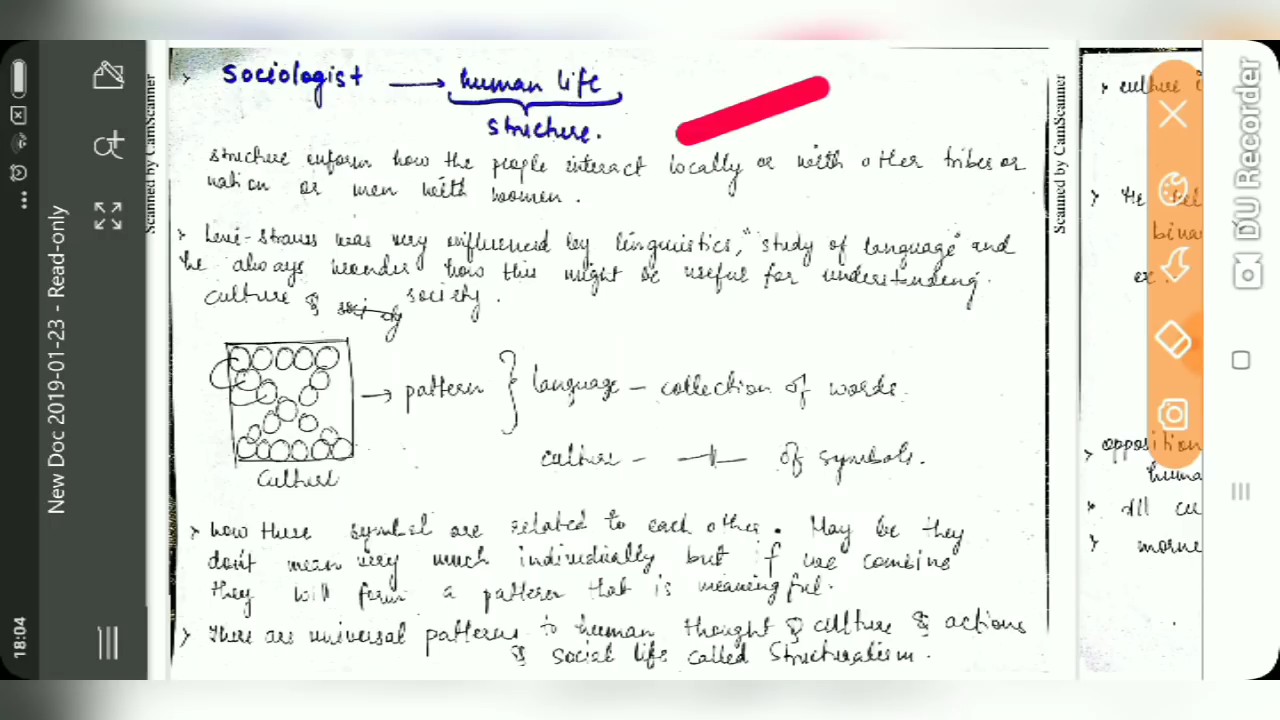 sociologist → human life
structure.
structure inform how the people interact locally or with other tribes or
nation or men with women.
Levi-Straus was very influenced by linguistics, "study of language" and
he always wonder how this might be useful for understanding
culture & society.
→ pattern } language – collection of words.
culture
culture – of symbols.
how these symbol are related to each other. May be they
don't mean very much individually but if we combine
they will form a pattern that is meaningful.
There are universal patterns to human thought & culture & actions
& social life called Structuralism.
Scanned by CamScanner
Scanned by CamScanner
New Doc 2019-01-23 - Read-only
18:04
DU Recorder
culture
He
binar
ex.
opposition
huma
All cu